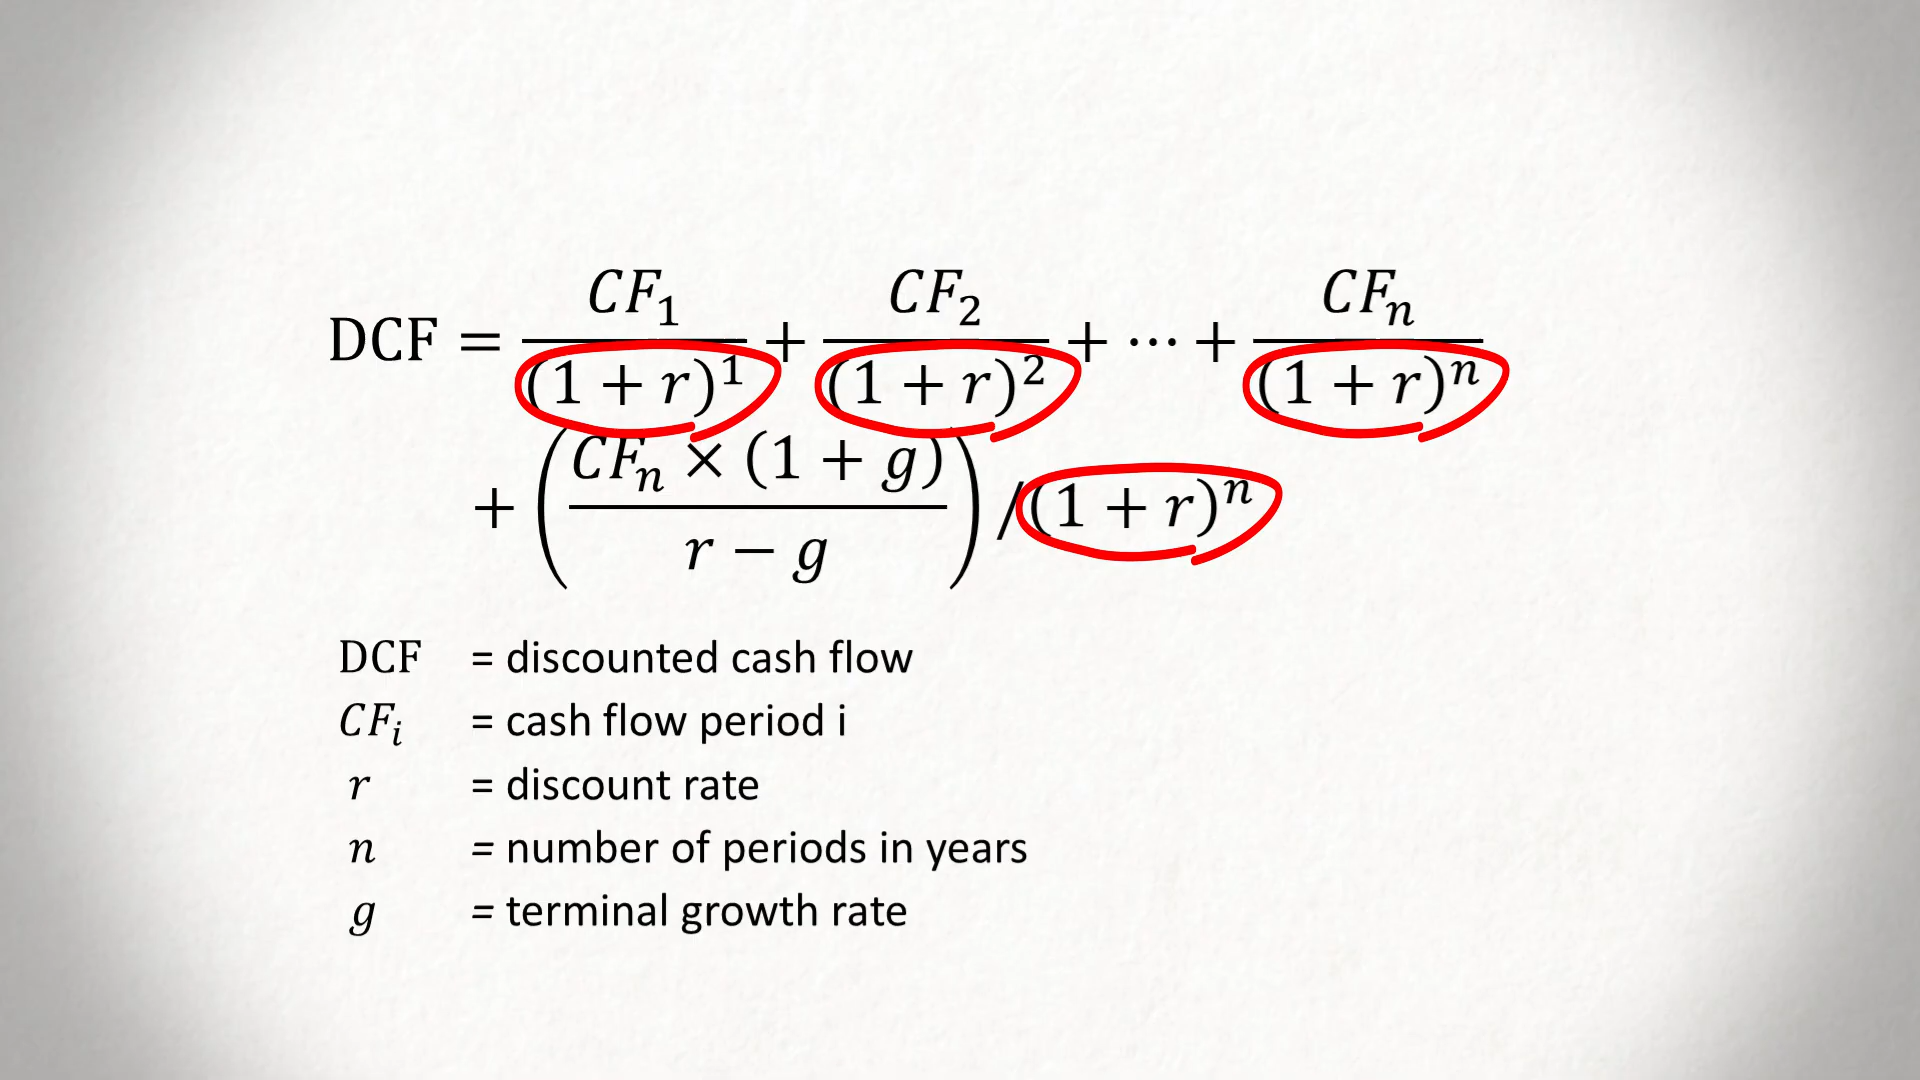 DCF = CF₁/(1 + r)¹ + CF₂/(1 + r)² + ⋯ + CFₙ/(1 + r)ⁿ
+ (CFₙ × (1 + g)/r − g) /(1 + r)ⁿ
DCF = discounted cash flow
CFᵢ = cash flow period i
r = discount rate
n = number of periods in years
g = terminal growth rate